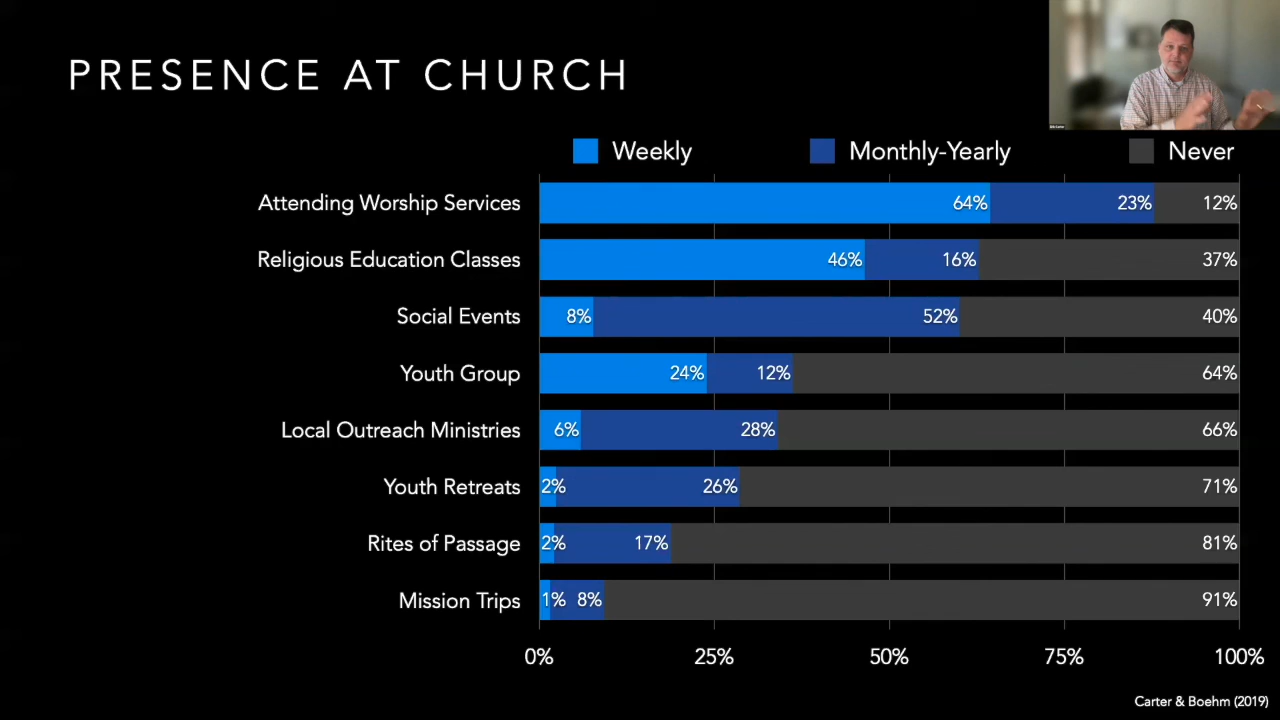 PRESENCE AT CHURCH
Weekly Monthly-Yearly Never
Attending Worship Services 64% 23% 12%
Religious Education Classes 46% 16% 37%
Social Events 8% 52% 40%
Youth Group 24% 12% 64%
Local Outreach Ministries 6% 28% 66%
Youth Retreats 2% 26% 71%
Rites of Passage 2% 17% 81%
Mission Trips 1% 8% 91%
0% 25% 50% 75% 100%
Carter & Boehm (2019)